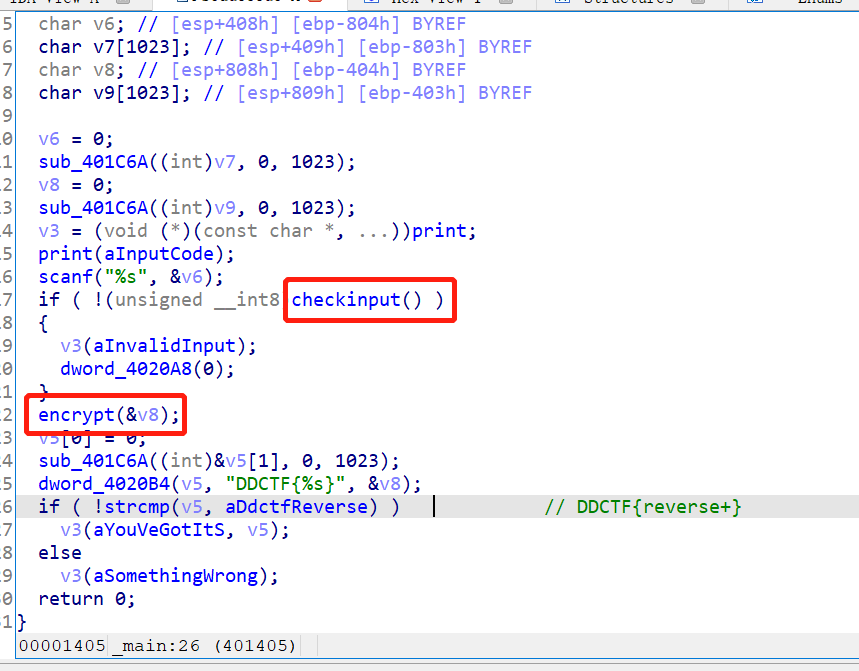 IDA View-A Pseudocode-A Hex View-1 Structures Enums
5 char v6; // [esp+408h] [ebp-804h] BYREF
6 char v7[1023]; // [esp+409h] [ebp-803h] BYREF
7 char v8; // [esp+808h] [ebp-404h] BYREF
8 char v9[1023]; // [esp+809h] [ebp-403h] BYREF
9
0 v6 = 0;
1 sub_401C6A((int)v7, 0, 1023);
2 v8 = 0;
3 sub_401C6A((int)v9, 0, 1023);
4 v3 = (void (*)(const char *, ...))print;
5 print(aInputCode);
6 scanf("%s", &v6);
7 if ( !(unsigned __int8 checkinput() )
8 {
9 v3(aInvalidInput);
0 dword_4020A8(0);
1 }
2 encrypt(&v8);
3 v5[0] = 0;
4 sub_401C6A((int)&v5[1], 0, 1023);
5 dword_4020B4(v5, "DDCTF{%s}", &v8);
6 if ( !strcmp(v5, aDdctfReverse) ) // DDCTF{reverse+}
7 v3(aYouVeGotItS, v5);
8 else
9 v3(aSomethingWrong);
0 return 0;
1 }
00001405 _main:26 (401405)